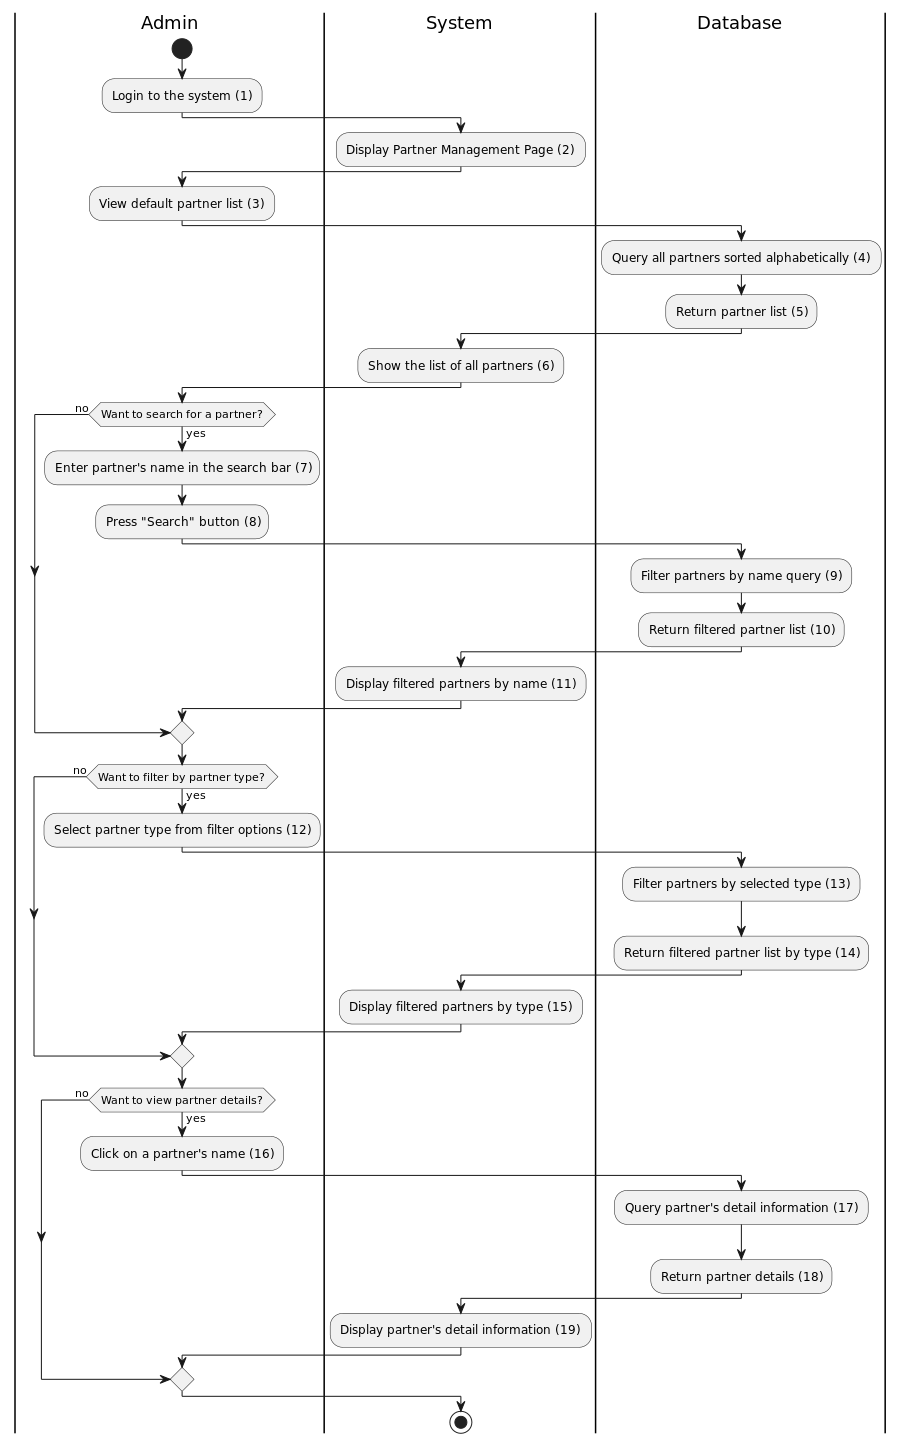 Admin
System
Database
Login to the system (1)
Display Partner Management Page (2)
View default partner list (3)
Query all partners sorted alphabetically (4)
Return partner list (5)
Show the list of all partners (6)
no
Want to search for a partner?
yes
Enter partner's name in the search bar (7)
Press "Search" button (8)
Filter partners by name query (9)
Return filtered partner list (10)
Display filtered partners by name (11)
no
Want to filter by partner type?
yes
Select partner type from filter options (12)
Filter partners by selected type (13)
Return filtered partner list by type (14)
Display filtered partners by type (15)
no
Want to view partner details?
yes
Click on a partner's name (16)
Query partner's detail information (17)
Return partner details (18)
Display partner's detail information (19)